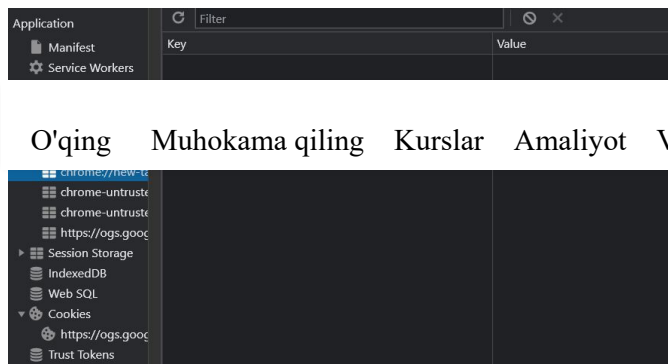 Application
Filter
Manifest
Key Value
Service Workers
O'qing Muhokama qiling Kurslar Amaliyot
chrome://new-ta
chrome-untruste
chrome-untruste
https://ogs.goog
Session Storage
IndexedDB
Web SQL
Cookies
https://ogs.goog
Trust Tokens